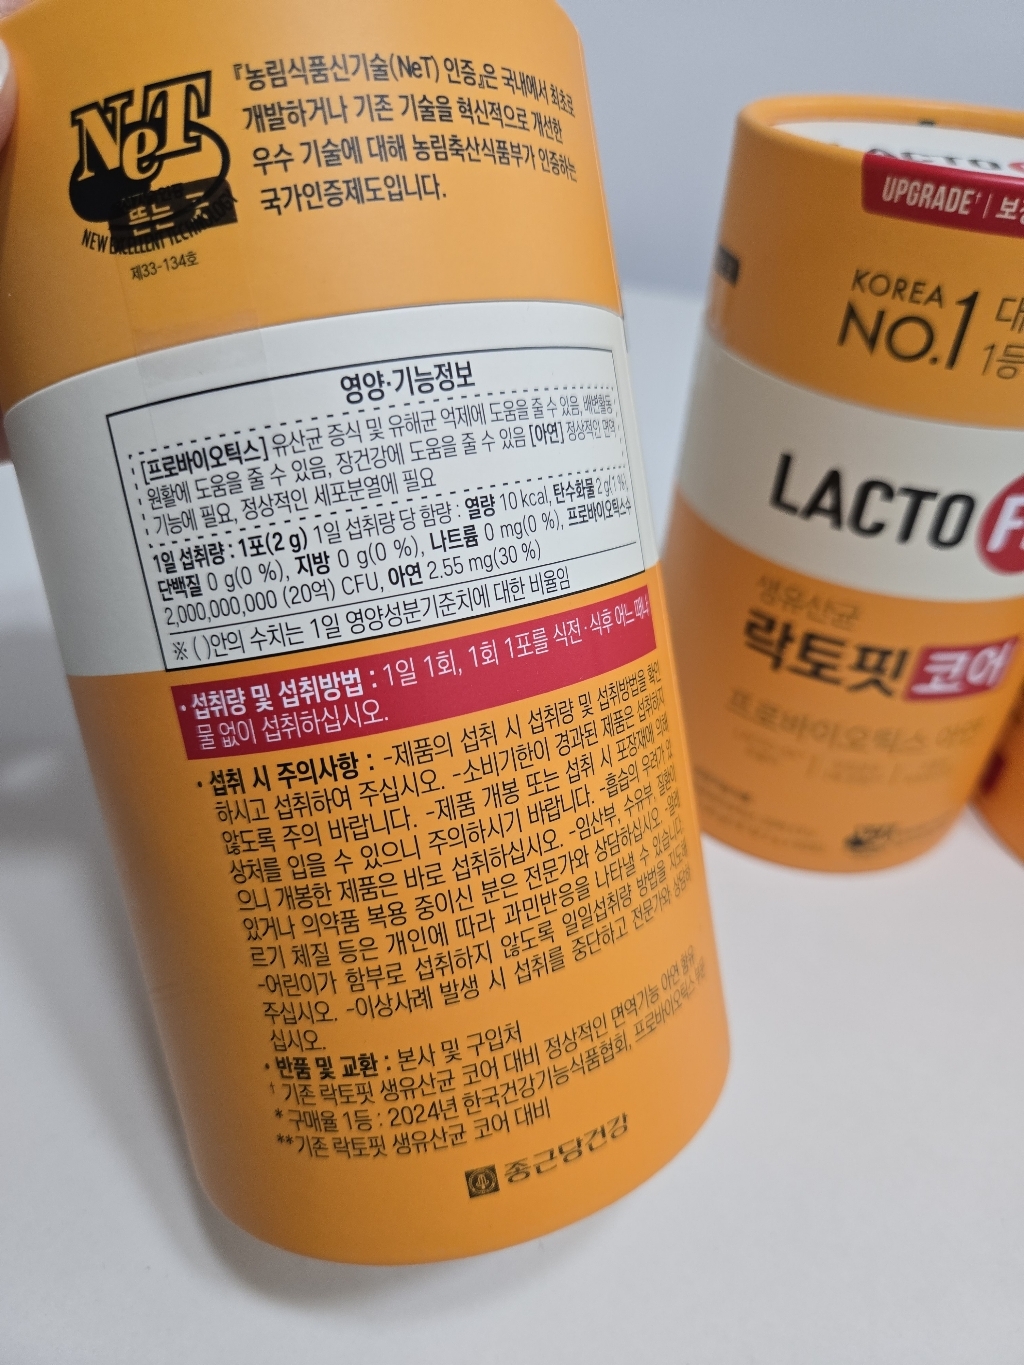 NeT
NEW EXCELLENT TECHNOLOGY
제33-134호
『농림식품신기술(NeT) 인증』은 국내에서 최초로
개발하거나 기존 기술을 혁신적으로 개선한
우수 기술에 대해 농림축산식품부가 인증하는
국가인증제도입니다.
영양·기능정보
[프로바이오틱스] 유산균 증식 및 유해균 억제에 도움을 줄 수 있음, 배변활동
원활에 도움을 줄 수 있음, 장건강에 도움을 줄 수 있음 [아연] 정상적인 면역
기능에 필요, 정상적인 세포분열에 필요
1일 섭취량 : 1포(2 g) 1일 섭취량 당 함량 : 열량 10 kcal, 탄수화물 2 g(1 %),
단백질 0 g(0 %), 지방 0 g(0 %), 나트륨 0 mg(0 %), 프로바이오틱스수
2,000,000,000 (20억) CFU, 아연 2.55 mg(30 %)
※ ( )안의 수치는 1일 영양성분기준치에 대한 비율임
· 섭취량 및 섭취방법 : 1일 1회, 1회 1포를 식전·식후 어느 때나
물 없이 섭취하십시오.
· 섭취 시 주의사항 : -제품의 섭취 시 섭취량 및 섭취방법을 확인
하시고 섭취하여 주십시오. -소비기한이 경과된 제품은 섭취하지
않도록 주의 바랍니다. -제품 개봉 또는 섭취 시 포장재에 의해
상처를 입을 수 있으니 주의하시기 바랍니다. -흡습의 우려가 있
으니 개봉한 제품은 바로 섭취하십시오. -임산부, 수유부, 질환이
있거나 의약품 복용 중이신 분은 전문가와 상담하십시오. -알레
르기 체질 등은 개인에 따라 과민반응을 나타낼 수 있습니다.
-어린이가 함부로 섭취하지 않도록 일일섭취량 방법을 지도해
주십시오. -이상사례 발생 시 섭취를 중단하고 전문가와 상담하
십시오.
· 반품 및 교환 : 본사 및 구입처
† 기존 락토핏 생유산균 코어 대비 정상적인 면역기능 아연 함유
* 구매율 1등 : 2024년 한국건강기능식품협회, 프로바이오틱스
**기존 락토핏 생유산균 코어 대비
종근당건강
LACTO
UPGRADE† |
KOREA
NO.1
1등
LACTO
생유산균
락토핏 코어
프로바이오틱스